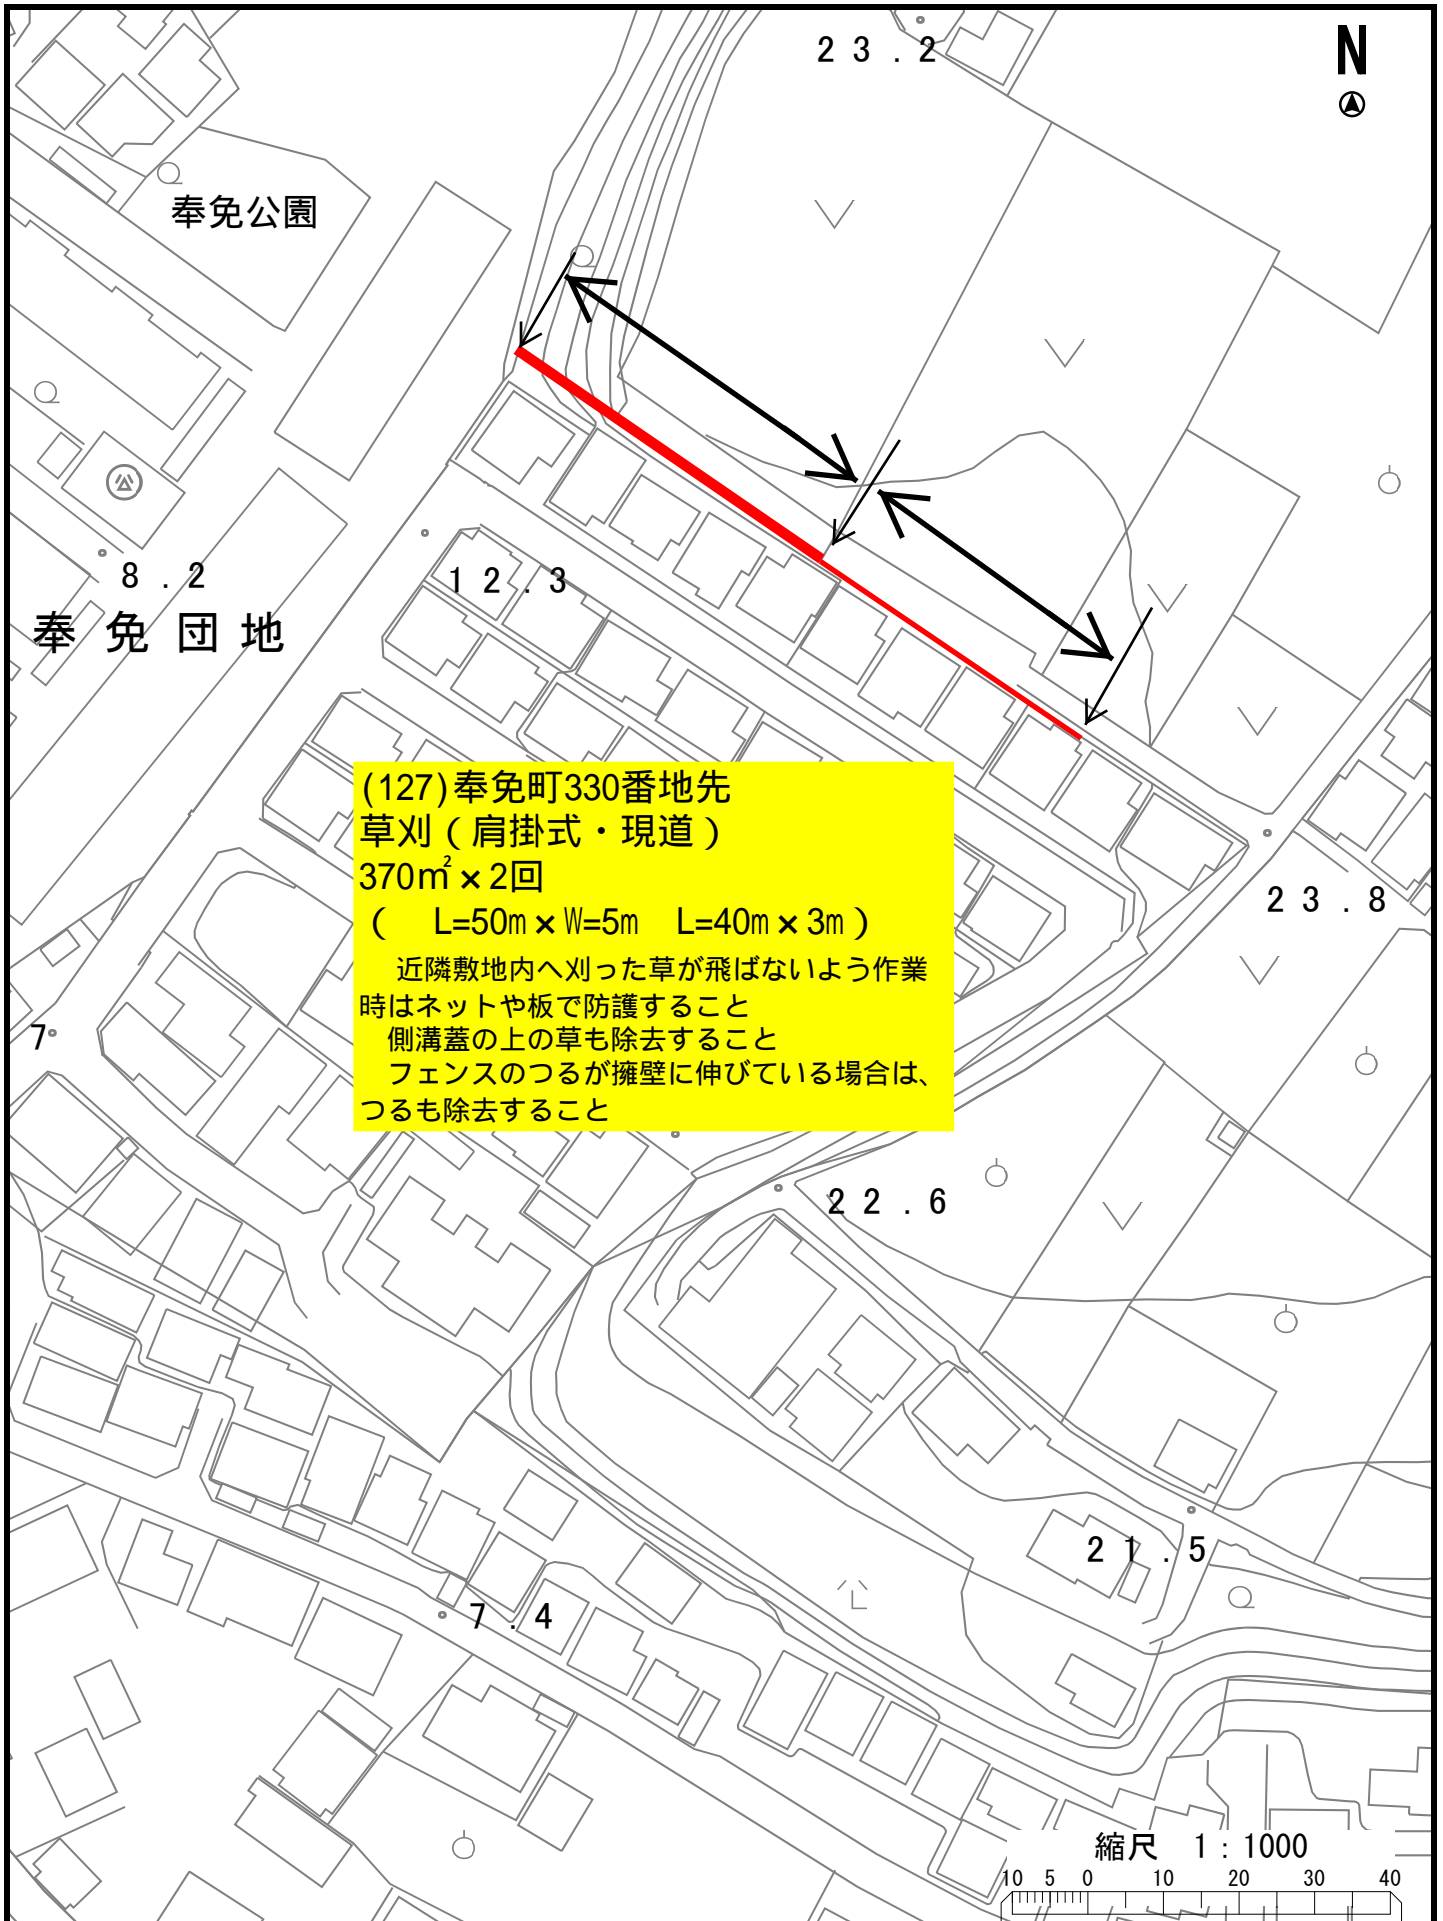 23.2
N
奉免公園
8.2
12.3
奉免団地
(127)奉免町330番地先
草刈（肩掛式・現道）
370㎡×2回
（　L=50m×W=5m　L=40m×3m）
近隣敷地内へ刈った草が飛ばないよう作業
時はネットや板で防護すること
側溝蓋の上の草も除去すること
フェンスのつるが擁壁に伸びている場合は、
つるも除去すること
23.8
7
22.6
21.5
7.4
縮尺　1：1000
10 5 0 10 20 30 40